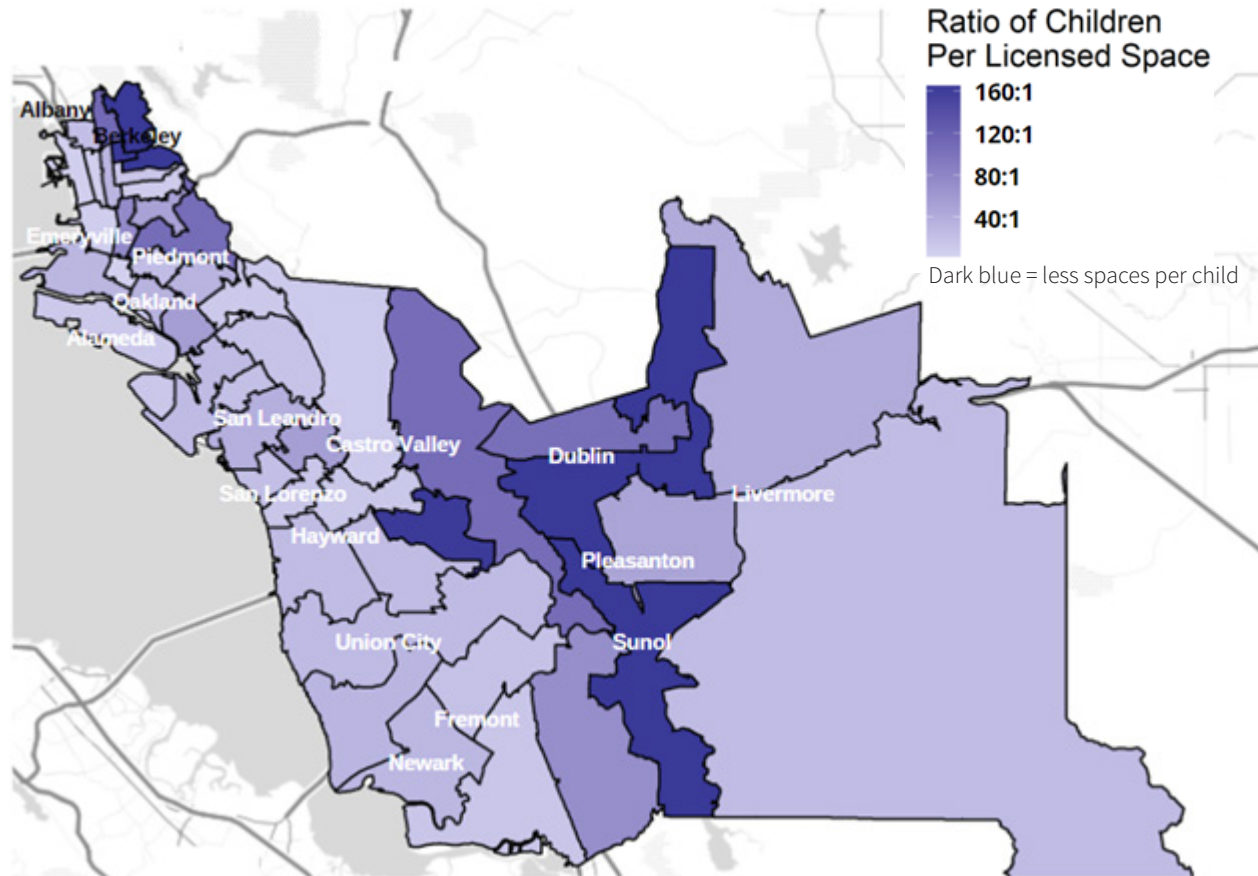 Ratio of Children
Per Licensed Space
160:1
120:1
80:1
40:1
Dark blue = less spaces per child
Albany
Berkeley
Emeryville
Piedmont
Oakland
Alameda
San Leandro
Castro Valley
Dublin
San Lorenzo
Livermore
Hayward
Pleasanton
Union City
Sunol
Fremont
Newark